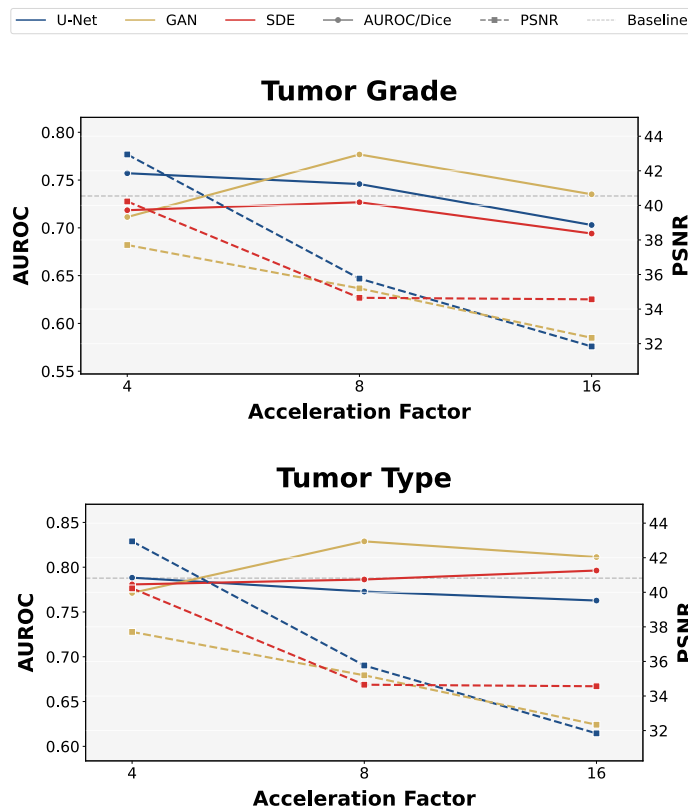 U-Net GAN SDE AUROC/Dice PSNR Baseline
Tumor Grade
0.80
0.75
0.70
0.65
0.60
0.55
AUROC
44
42
40
38
36
34
32
PSNR
4 8 16
Acceleration Factor
Tumor Type
0.85
0.80
0.75
0.70
0.65
0.60
AUROC
44
42
40
38
36
34
32
PSNR
4 8 16
Acceleration Factor